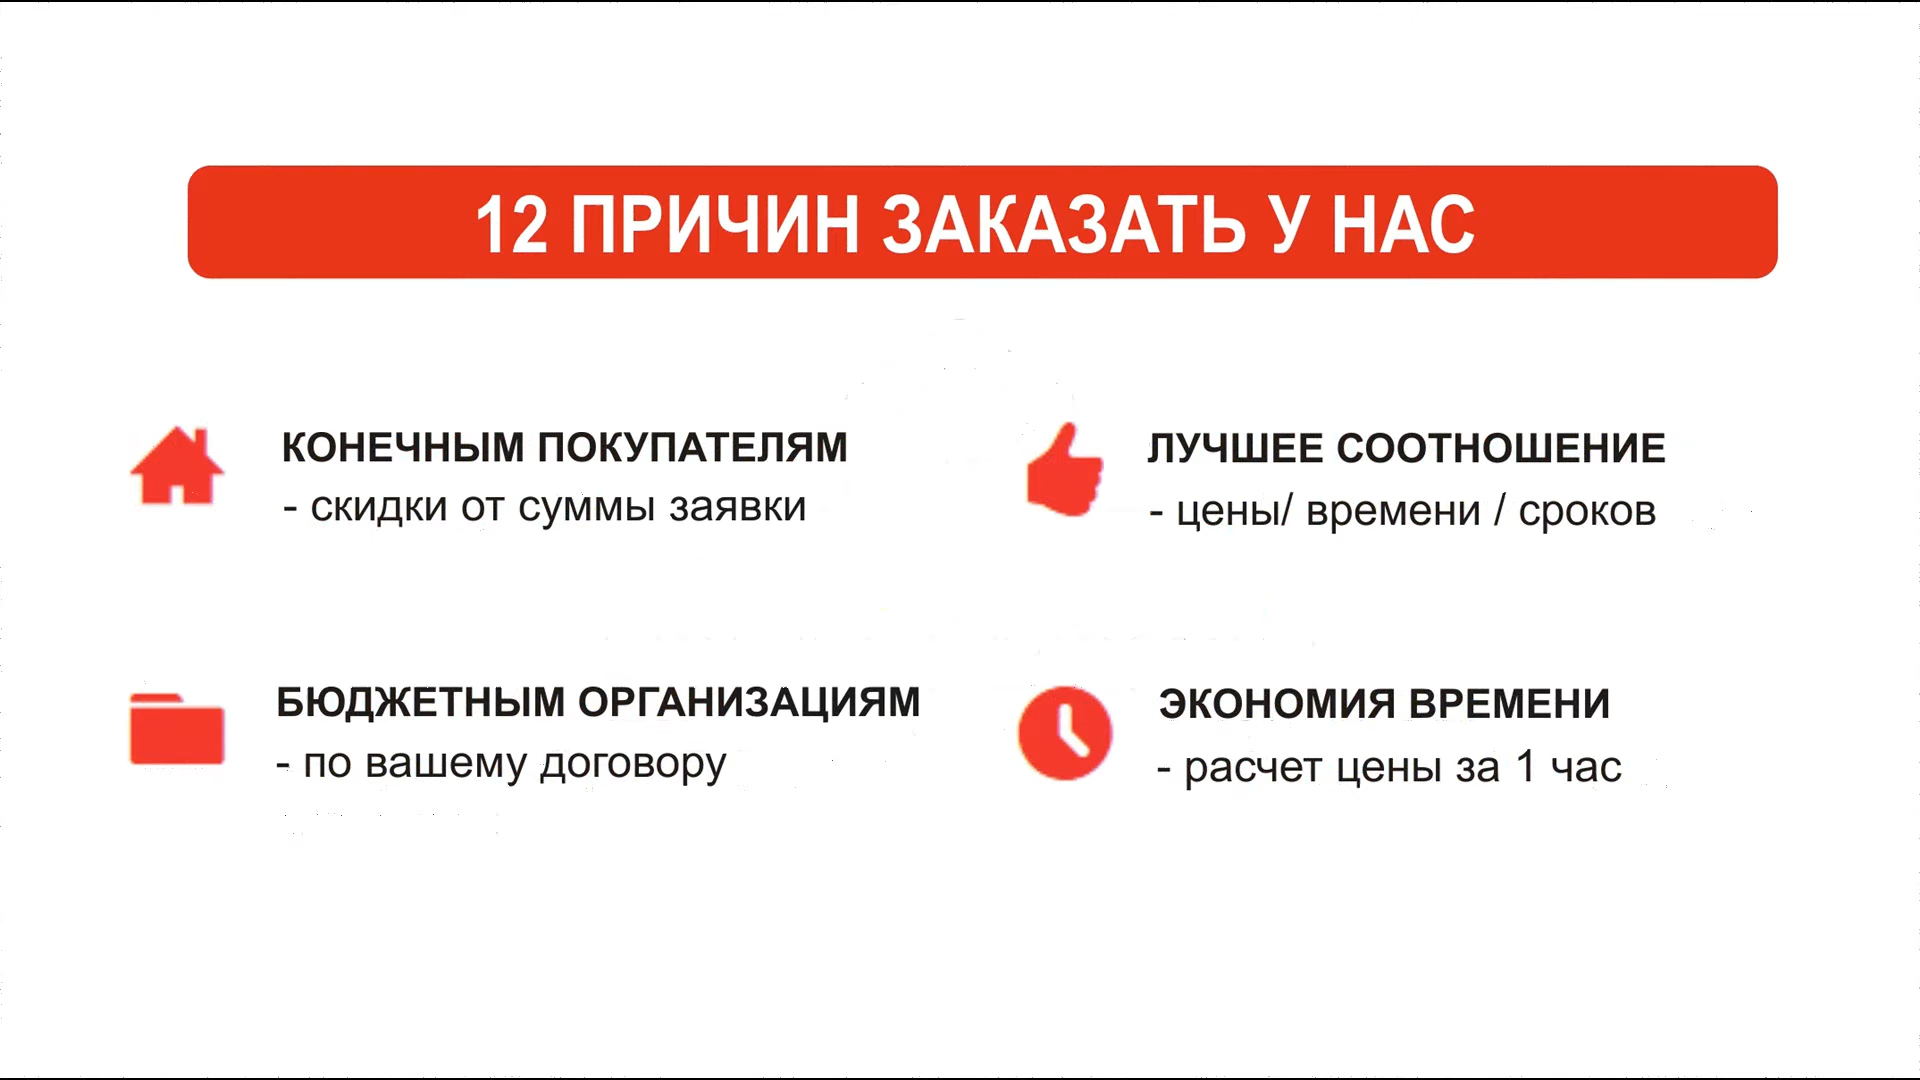 12 ПРИЧИН ЗАКАЗАТЬ У НАС
КОНЕЧНЫМ ПОКУПАТЕЛЯМ
- скидки от суммы заявки
ЛУЧШЕЕ СООТНОШЕНИЕ
- цены/ времени / сроков
БЮДЖЕТНЫМ ОРГАНИЗАЦИЯМ
- по вашему договору
ЭКОНОМИЯ ВРЕМЕНИ
- расчет цены за 1 час